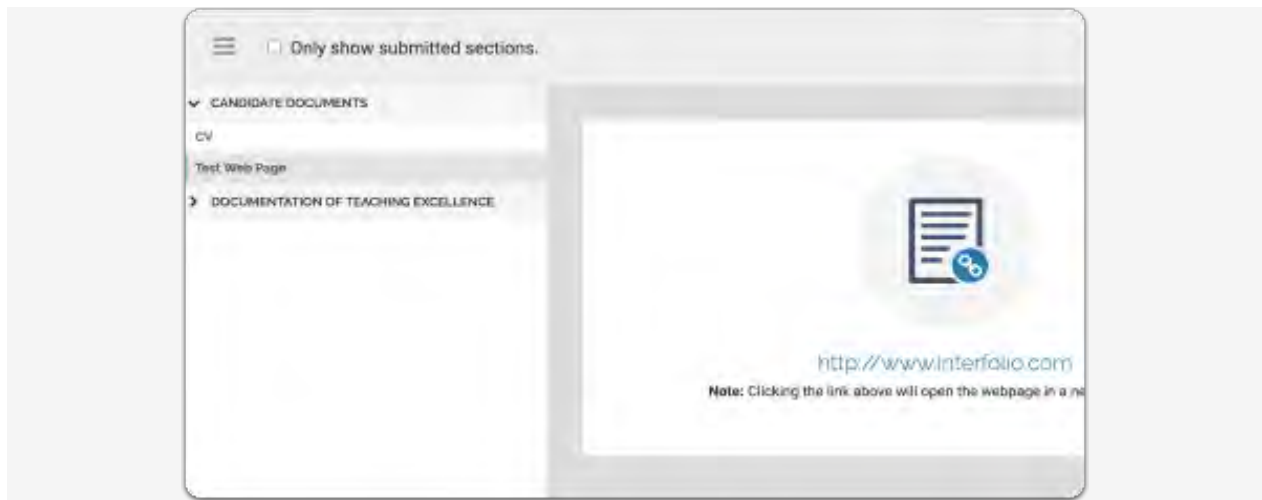 Only show submitted sections.
CANDIDATE DOCUMENTS
CV
Test Web Page
DOCUMENTATION OF TEACHING EXCELLENCE
http://www.interfolio.com
Note: Clicking the link above will open the webpage in a ne